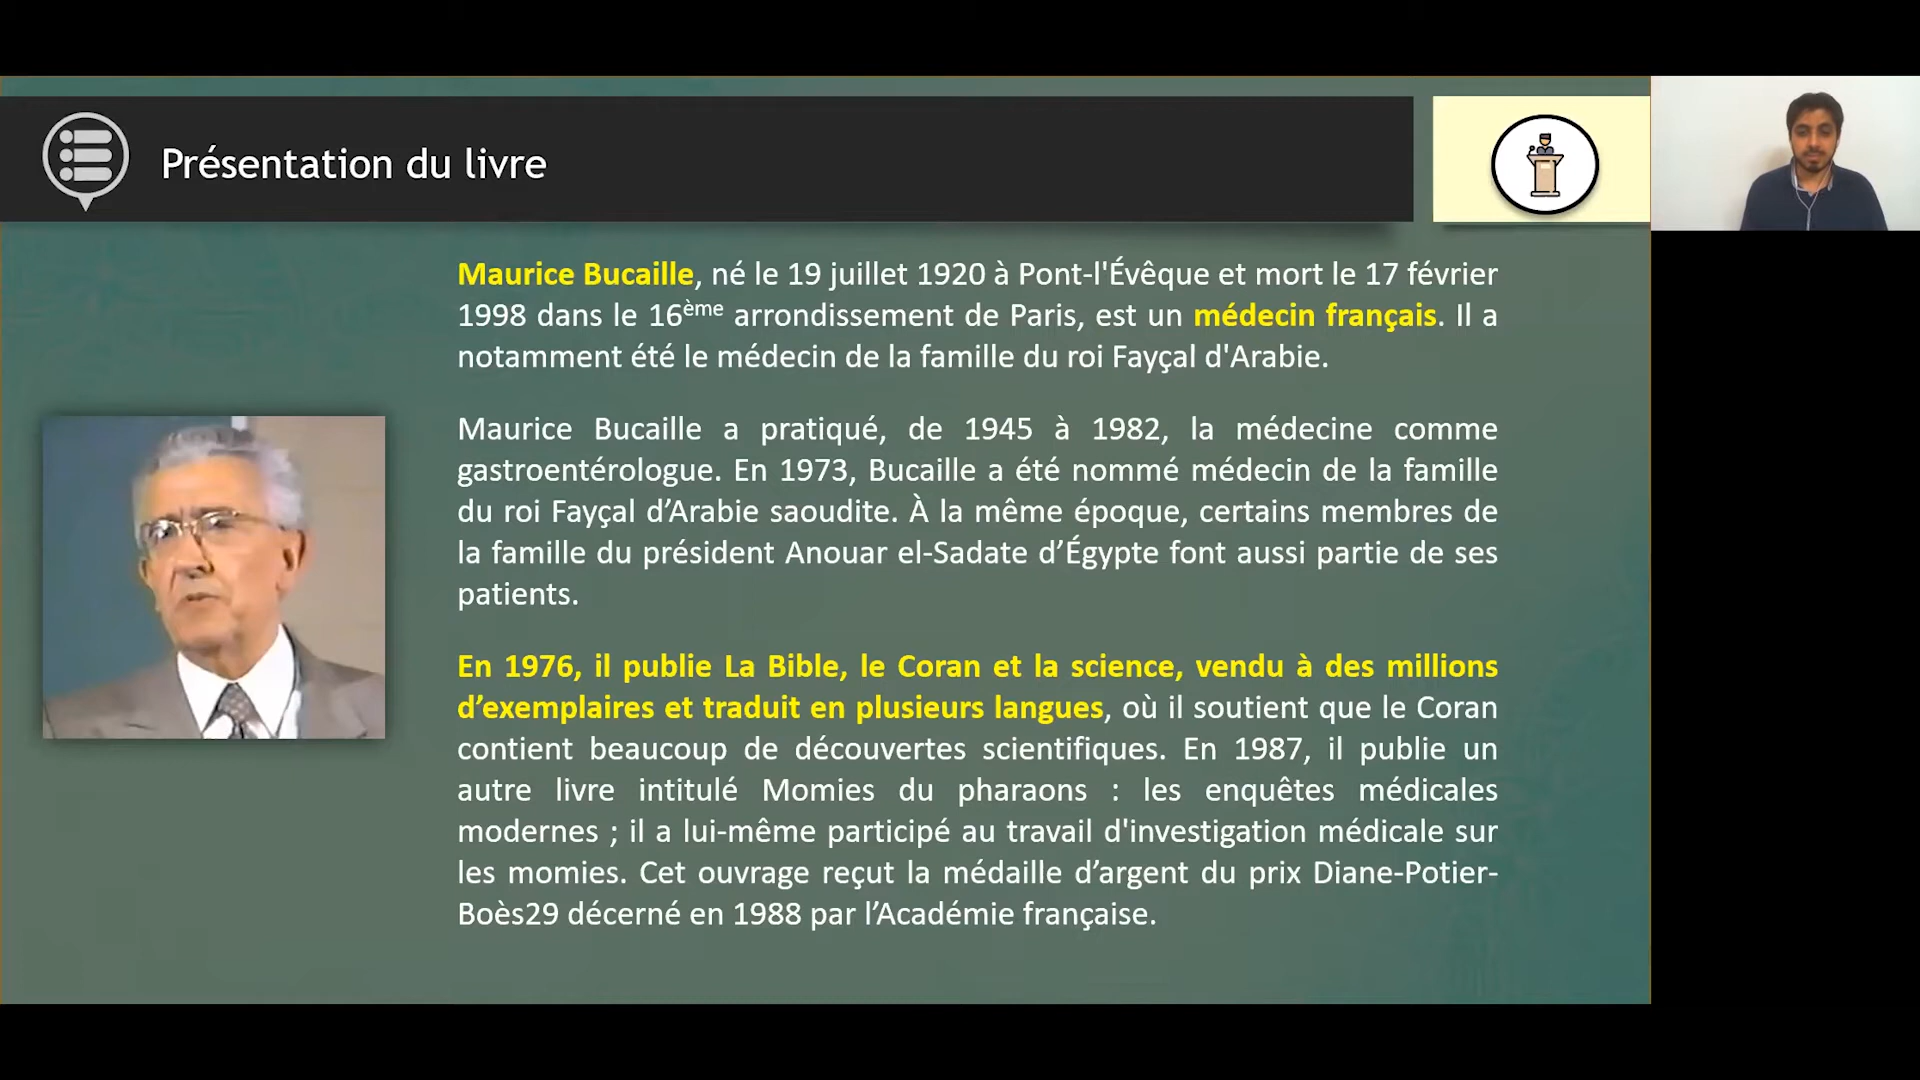 Présentation du livre
Maurice Bucaille, né le 19 juillet 1920 à Pont-l'Évêque et mort le 17 février
1998 dans le 16ème arrondissement de Paris, est un médecin français. Il a
notamment été le médecin de la famille du roi Fayçal d'Arabie.
Maurice Bucaille a pratiqué, de 1945 à 1982, la médecine comme
gastroentérologue. En 1973, Bucaille a été nommé médecin de la famille
du roi Fayçal d’Arabie saoudite. À la même époque, certains membres de
la famille du président Anouar el-Sadate d’Égypte font aussi partie de ses
patients.
En 1976, il publie La Bible, le Coran et la science, vendu à des millions
d’exemplaires et traduit en plusieurs langues, où il soutient que le Coran
contient beaucoup de découvertes scientifiques. En 1987, il publie un
autre livre intitulé Momies du pharaons : les enquêtes médicales
modernes ; il a lui-même participé au travail d'investigation médicale sur
les momies. Cet ouvrage reçut la médaille d’argent du prix Diane-Potier-
Boès29 décerné en 1988 par l’Académie française.